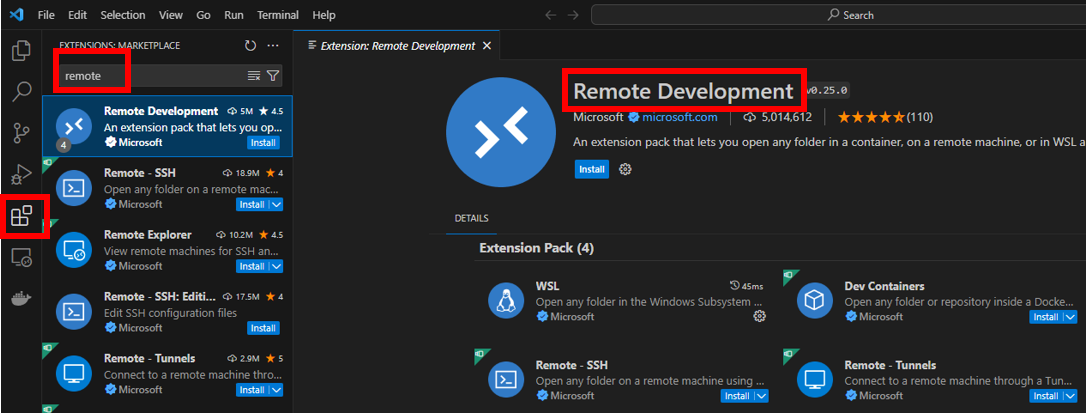 File Edit Selection View Go Run Terminal Help
Search
EXTENSIONS: MARKETPLACE
remote
Remote Development 5M 4.5
An extension pack that lets you op...
Microsoft Install
4
Remote - SSH 18.9M 4
Open any folder on a remote mac...
Microsoft Install
Remote Explorer 10.2M 4.5
View remote machines for SSH an...
Microsoft Install
Remote - SSH: Editi... 17.5M 4
Edit SSH configuration files
Microsoft Install
Remote - Tunnels 2.9M 5
Connect to a remote machine thro...
Microsoft Install
Extension: Remote Development
Remote Development v0.25.0
Microsoft microsoft.com 5,014,612 (110)
An extension pack that lets you open any folder in a container, on a remote machine, or in WSL a
Install
DETAILS
Extension Pack (4)
WSL 45ms
Open any folder in the Windows Subsystem ...
Microsoft
Dev Containers
Open any folder or repository inside a Docke...
Microsoft Install
Remote - SSH
Open any folder on a remote machine using ...
Microsoft Install
Remote - Tunnels
Connect to a remote machine through a Tun...
Microsoft Install